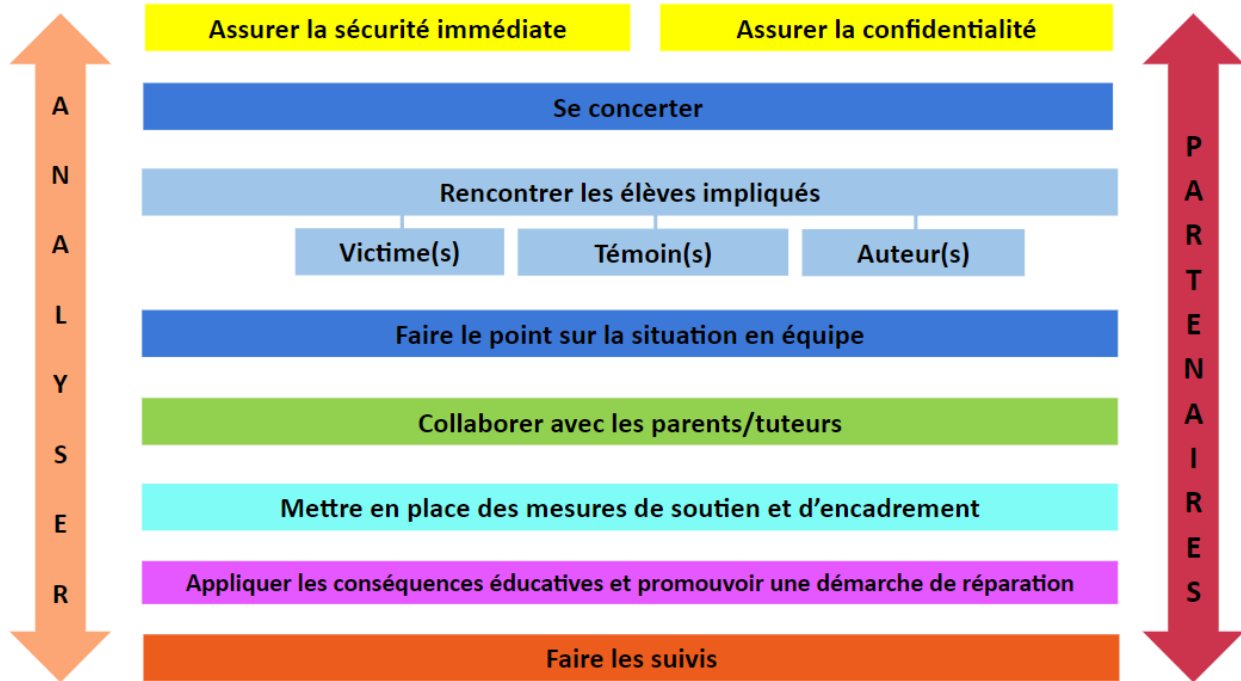 Assurer la sécurité immédiate
Assurer la confidentialité
ANALYSER
Se concerter
Rencontrer les élèves impliqués
Victime(s)
Témoin(s)
Auteur(s)
Faire le point sur la situation en équipe
Collaborer avec les parents/tuteurs
Mettre en place des mesures de soutien et d’encadrement
Appliquer les conséquences éducatives et promouvoir une démarche de réparation
Faire les suivis
PARTENAIRES